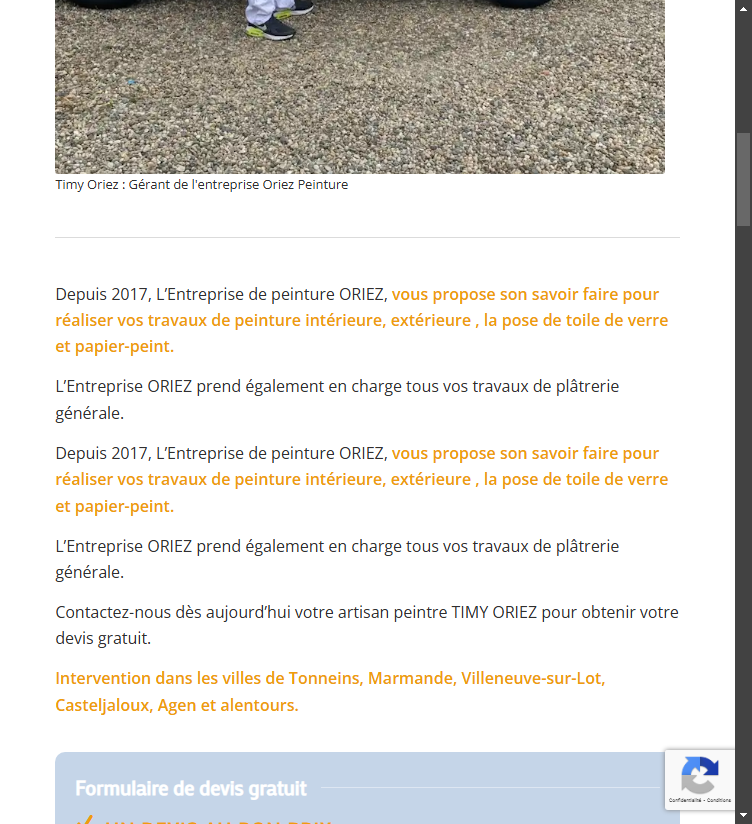 Timy Oriez : Gérant de l'entreprise Oriez Peinture
Depuis 2017, L’Entreprise de peinture ORIEZ, vous propose son savoir faire pour
réaliser vos travaux de peinture intérieure, extérieure , la pose de toile de verre
et papier-peint.
L’Entreprise ORIEZ prend également en charge tous vos travaux de plâtrerie
générale.
Depuis 2017, L’Entreprise de peinture ORIEZ, vous propose son savoir faire pour
réaliser vos travaux de peinture intérieure, extérieure , la pose de toile de verre
et papier-peint.
L’Entreprise ORIEZ prend également en charge tous vos travaux de plâtrerie
générale.
Contactez-nous dès aujourd’hui votre artisan peintre TIMY ORIEZ pour obtenir votre
devis gratuit.
Intervention dans les villes de Tonneins, Marmande, Villeneuve-sur-Lot,
Casteljaloux, Agen et alentours.
Formulaire de devis gratuit
UN DEVIS AU BON PRIX
Confidentialité - Conditions